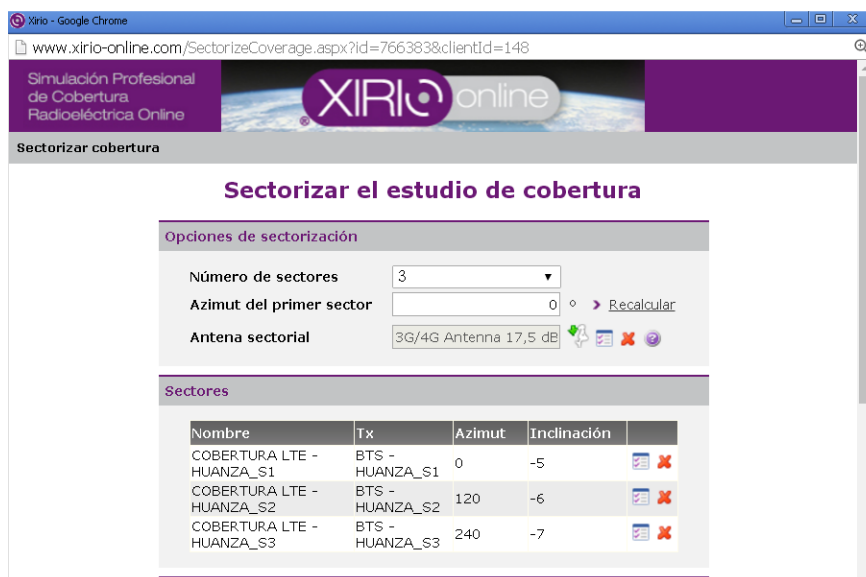 Xirio - Google Chrome
www.xirio-online.com/SectorizeCoverage.aspx?id=766383&clientId=148
Simulación Profesional
de Cobertura
Radioeléctrica Online
XIRIO online
Sectorizar cobertura
Sectorizar el estudio de cobertura
Opciones de sectorización
Número de sectores 3
Azimut del primer sector 0 º Recalcular
Antena sectorial 3G/4G Antenna 17,5 dB
Sectores
Nombre Tx Azimut Inclinación
COBERTURA LTE - HUANZA_S1 BTS - HUANZA_S1 0 -5
COBERTURA LTE - HUANZA_S2 BTS - HUANZA_S2 120 -6
COBERTURA LTE - HUANZA_S3 BTS - HUANZA_S3 240 -7